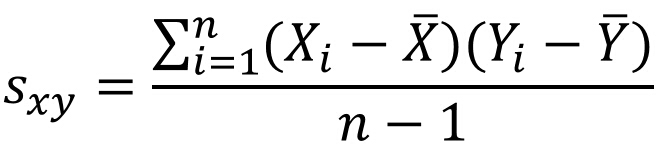 s_{xy} = \frac{\sum_{i=1}^{n}(X_i - \bar{X})(Y_i - \bar{Y})}{n - 1}